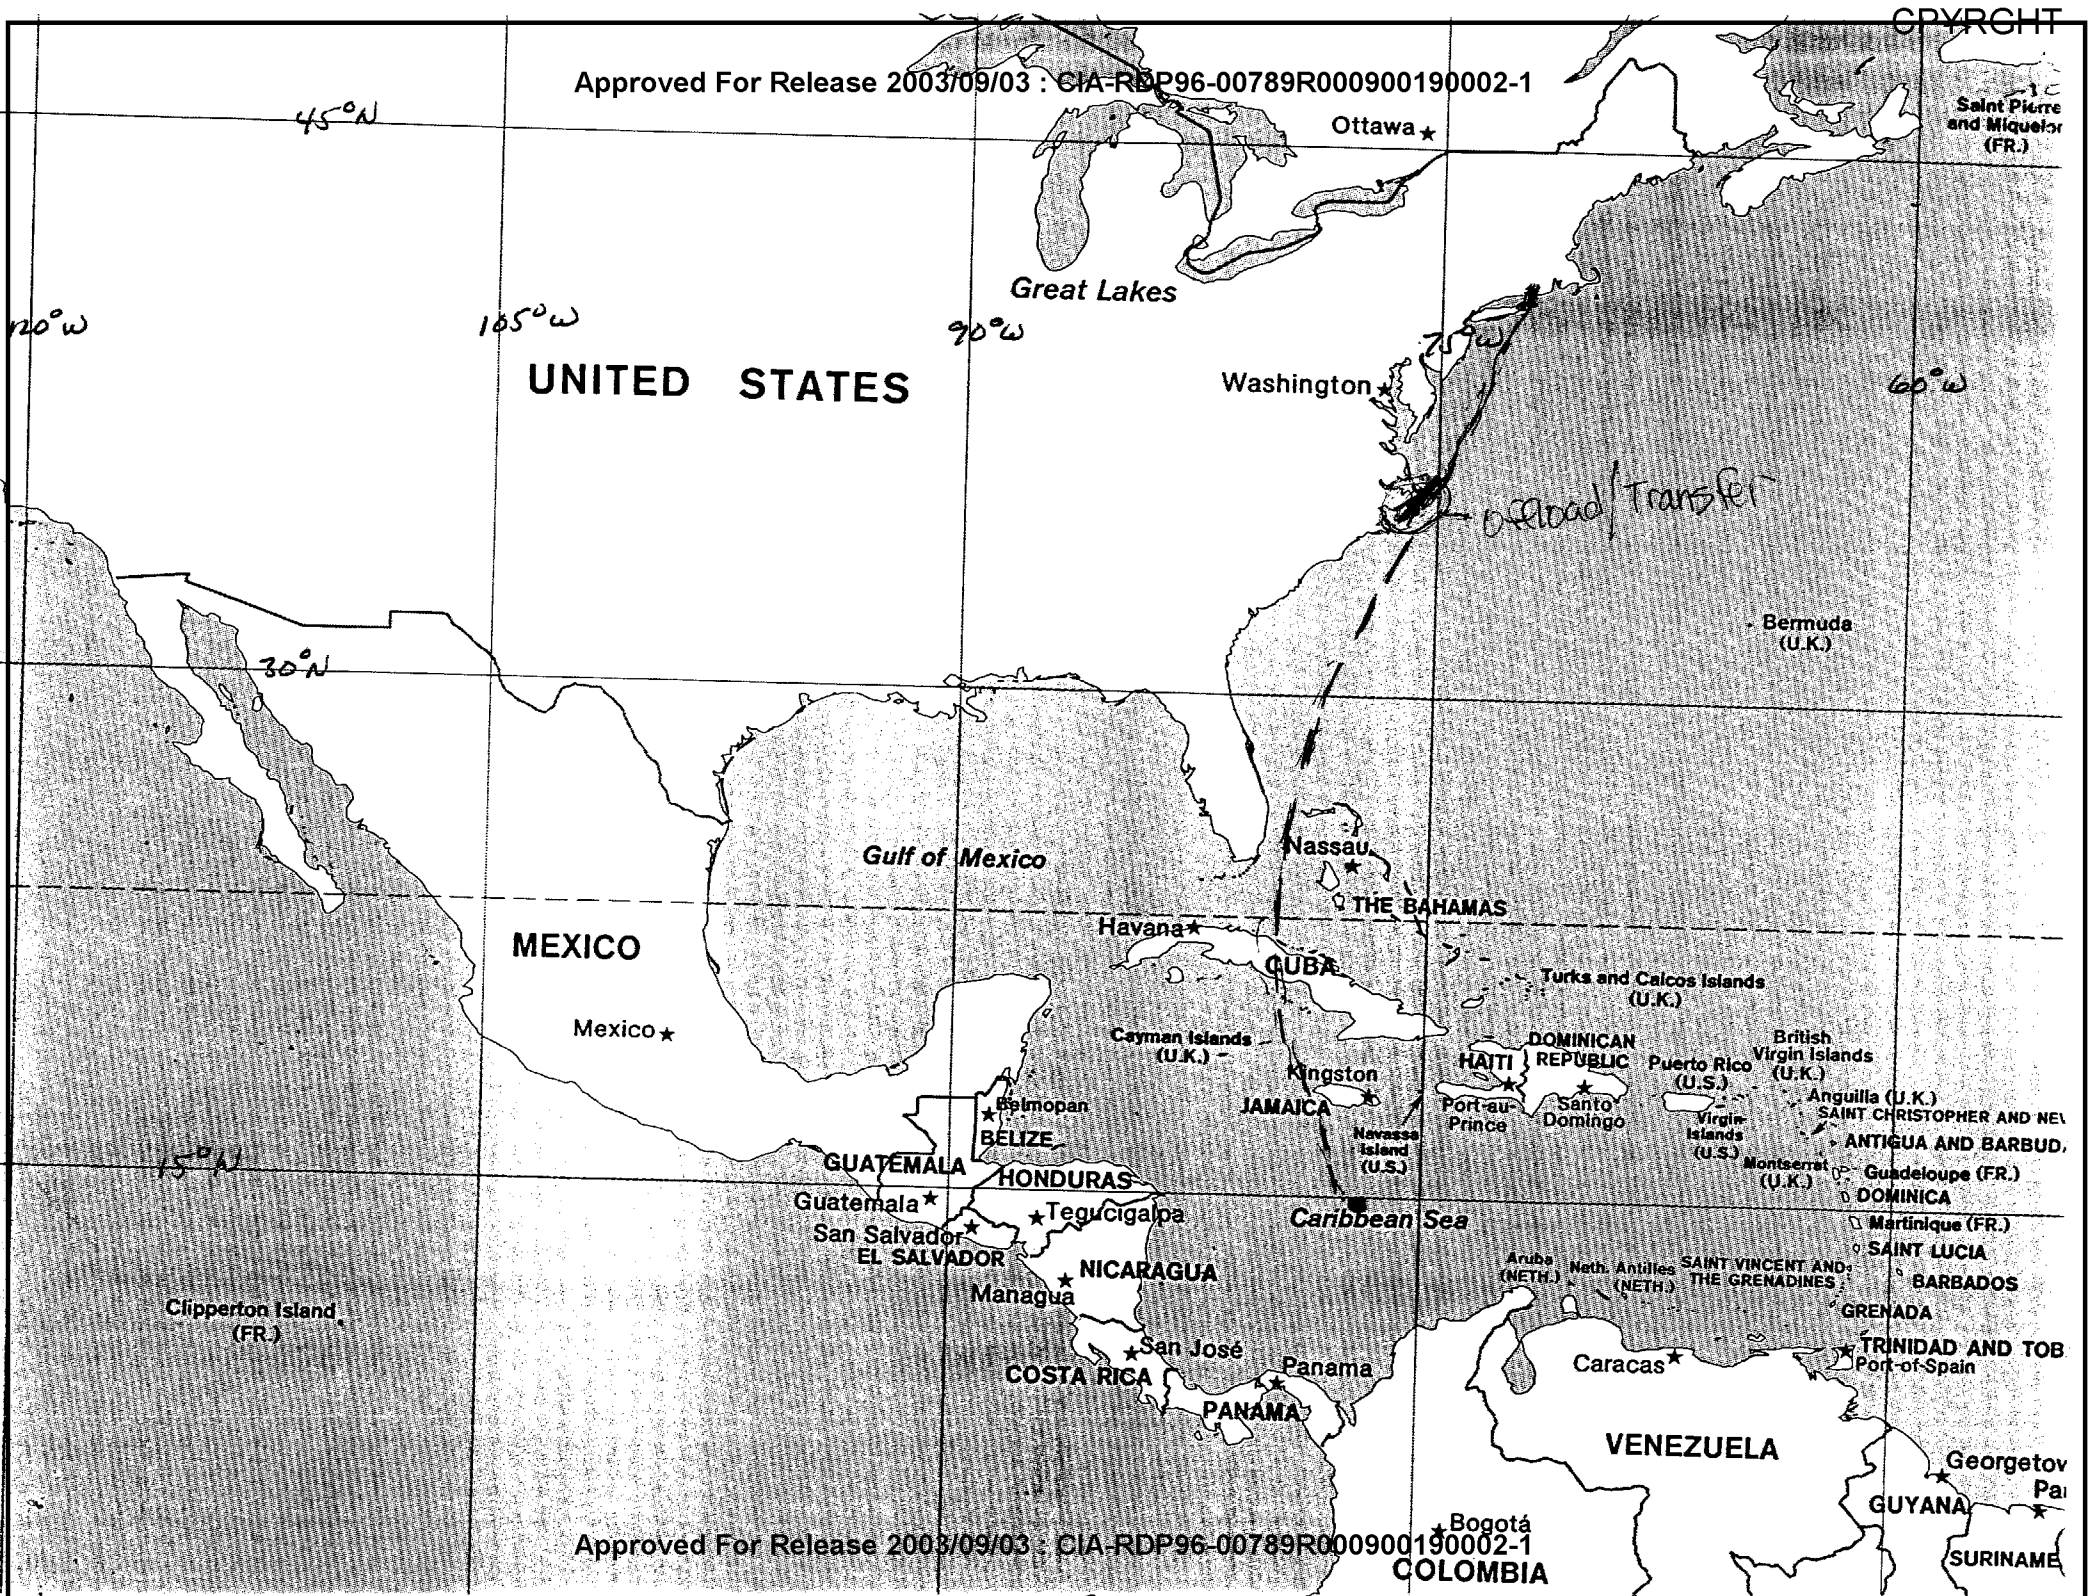 CPYRGHT
Approved For Release 2003/09/03 : CIA-RDP96-00789R000900190002-1
45°N
Ottawa
Saint Pierre
and Miquelon
(FR.)
Great Lakes
120°W
105°W
90°W
75°W
60°W
UNITED STATES
Washington
Offload/Transfer
Bermuda
(U.K.)
30°N
Gulf of Mexico
Nassau
THE BAHAMAS
Havana
CUBA
MEXICO
Mexico
Turks and Caicos Islands
(U.K.)
Cayman Islands
(U.K.)
HAITI
DOMINICAN
REPUBLIC
Puerto Rico
(U.S.)
British
Virgin Islands
(U.K.)
Kingston
JAMAICA
Navassa
Island
(U.S.)
Port-au-
Prince
Santo
Domingo
Virgin
Islands
(U.S.)
Anguilla (U.K.)
SAINT CHRISTOPHER AND NEV
ANTIGUA AND BARBUD
Montserrat
(U.K.)
Guadeloupe (FR.)
DOMINICA
Martinique (FR.)
SAINT LUCIA
BARBADOS
SAINT VINCENT AND
THE GRENADINES
GRENADA
Belmopan
BELIZE
15°N
GUATEMALA
Guatemala
HONDURAS
Tegucigalpa
San Salvador
EL SALVADOR
NICARAGUA
Managua
Caribbean Sea
Aruba
(NETH.)
Neth. Antilles
(NETH.)
Clipperton Island
(FR.)
San José
COSTA RICA
Panama
PANAMA
Caracas
TRINIDAD AND TOB
Port-of-Spain
VENEZUELA
Georgetow
Par
GUYANA
SURINAME
Bogotá
COLOMBIA
Approved For Release 2003/09/03 : CIA-RDP96-00789R000900190002-1